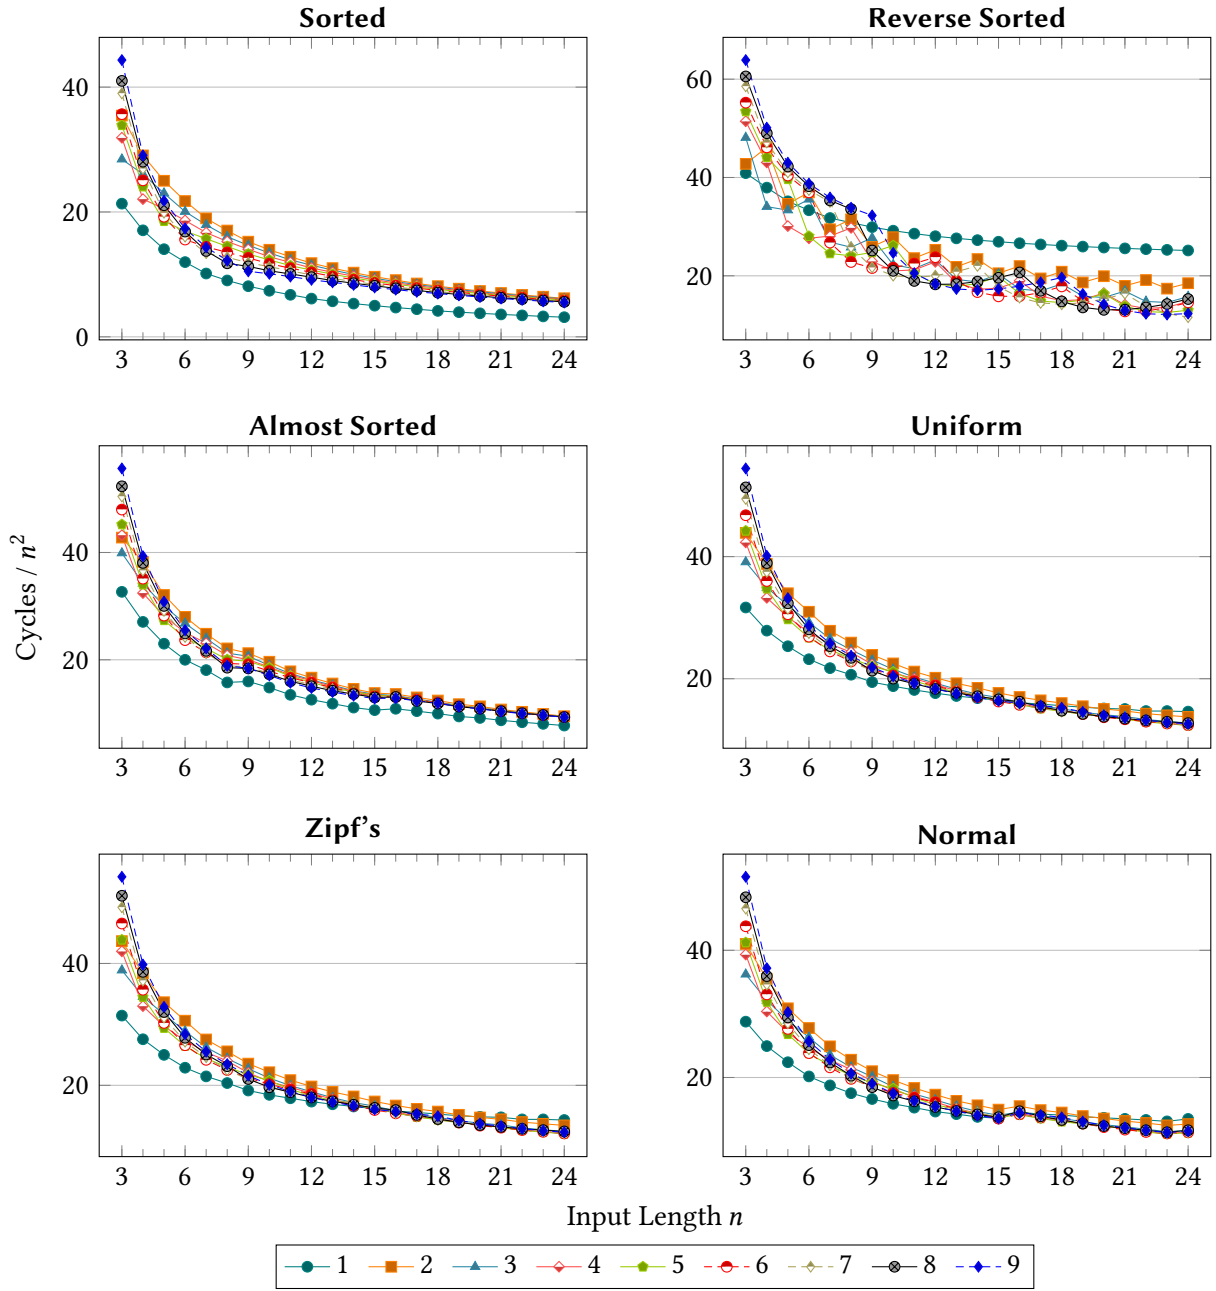 Sorted
Reverse Sorted
40
20
0
3 6 9 12 15 18 21 24
60
40
20
3 6 9 12 15 18 21 24
Almost Sorted
Uniform
40
20
3 6 9 12 15 18 21 24
40
20
3 6 9 12 15 18 21 24
Cycles / n²
Zipf's
Normal
40
20
3 6 9 12 15 18 21 24
40
20
3 6 9 12 15 18 21 24
Input Length n
1 2 3 4 5 6 7 8 9